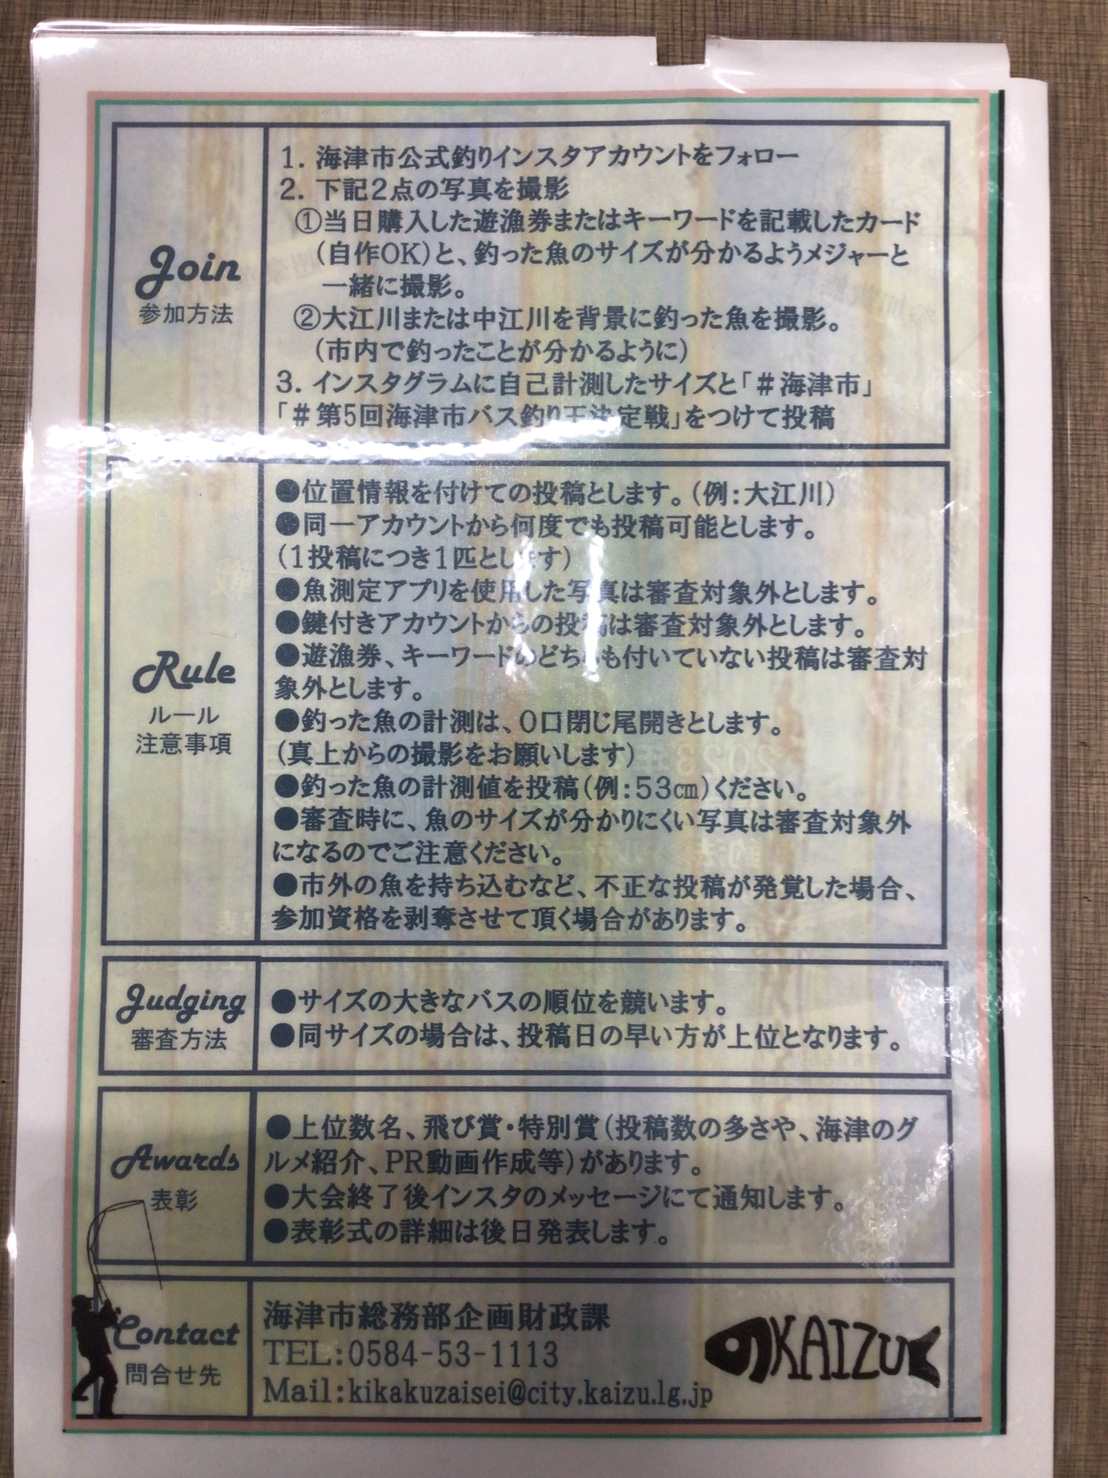 Join
参加方法
1. 海津市公式釣りインスタアカウントをフォロー
2. 下記２点の写真を撮影
①当日購入した遊漁券またはキーワードを記載したカード
(自作OK)と、釣った魚のサイズが分かるようメジャーと
一緒に撮影。
②大江川または中江川を背景に釣った魚を撮影。
(市内で釣ったことが分かるように)
3. インスタグラムに自己計測したサイズと「＃海津市」
「＃第5回海津市バス釣り王決定戦」をつけて投稿
Rule
ルール
注意事項
●位置情報を付けての投稿とします。(例：大江川)
●同一アカウントから何度でも投稿可能とします。
(１投稿につき１匹とします)
●魚測定アプリを使用した写真は審査対象外とします。
●鍵付きアカウントからの投稿は審査対象外とします。
●遊漁券、キーワードのどちらも付いていない投稿は審査対
象外とします。
●釣った魚の計測は、０口閉じ尾開きとします。
(真上からの撮影をお願いします)
●釣った魚の計測値を投稿(例：53㎝)ください。
●審査時に、魚のサイズが分かりにくい写真は審査対象外
になるのでご注意ください。
●市外の魚を持ち込むなど、不正な投稿が発覚した場合、
参加資格を剥奪させて頂く場合があります。
Judging
審査方法
●サイズの大きなバスの順位を競います。
●同サイズの場合は、投稿日の早い方が上位となります。
Awards
表彰
●上位数名、飛び賞・特別賞(投稿数の多さや、海津のグ
ルメ紹介、PR動画作成等)があります。
●大会終了後インスタのメッセージにて通知します。
●表彰式の詳細は後日発表します。
Contact
問合せ先
海津市総務部企画財政課
TEL:0584-53-1113
Mail:kikakuzaisei@city.kaizu.lg.jp
KAIZU